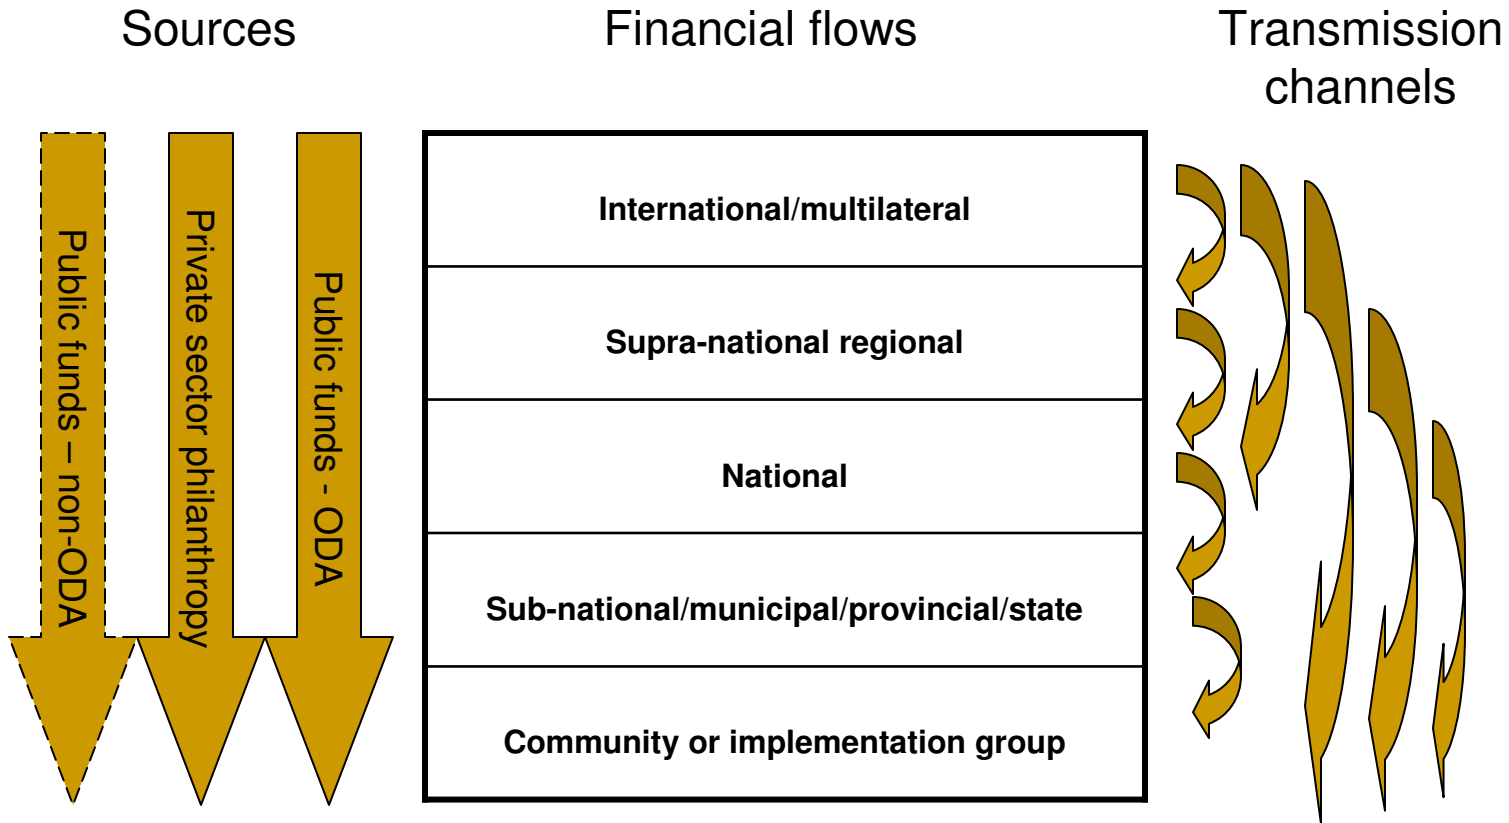 Sources
Financial flows
Transmission
channels
Public funds – non-ODA
Private sector philanthropy
Public funds - ODA
International/multilateral
Supra-national regional
National
Sub-national/municipal/provincial/state
Community or implementation group